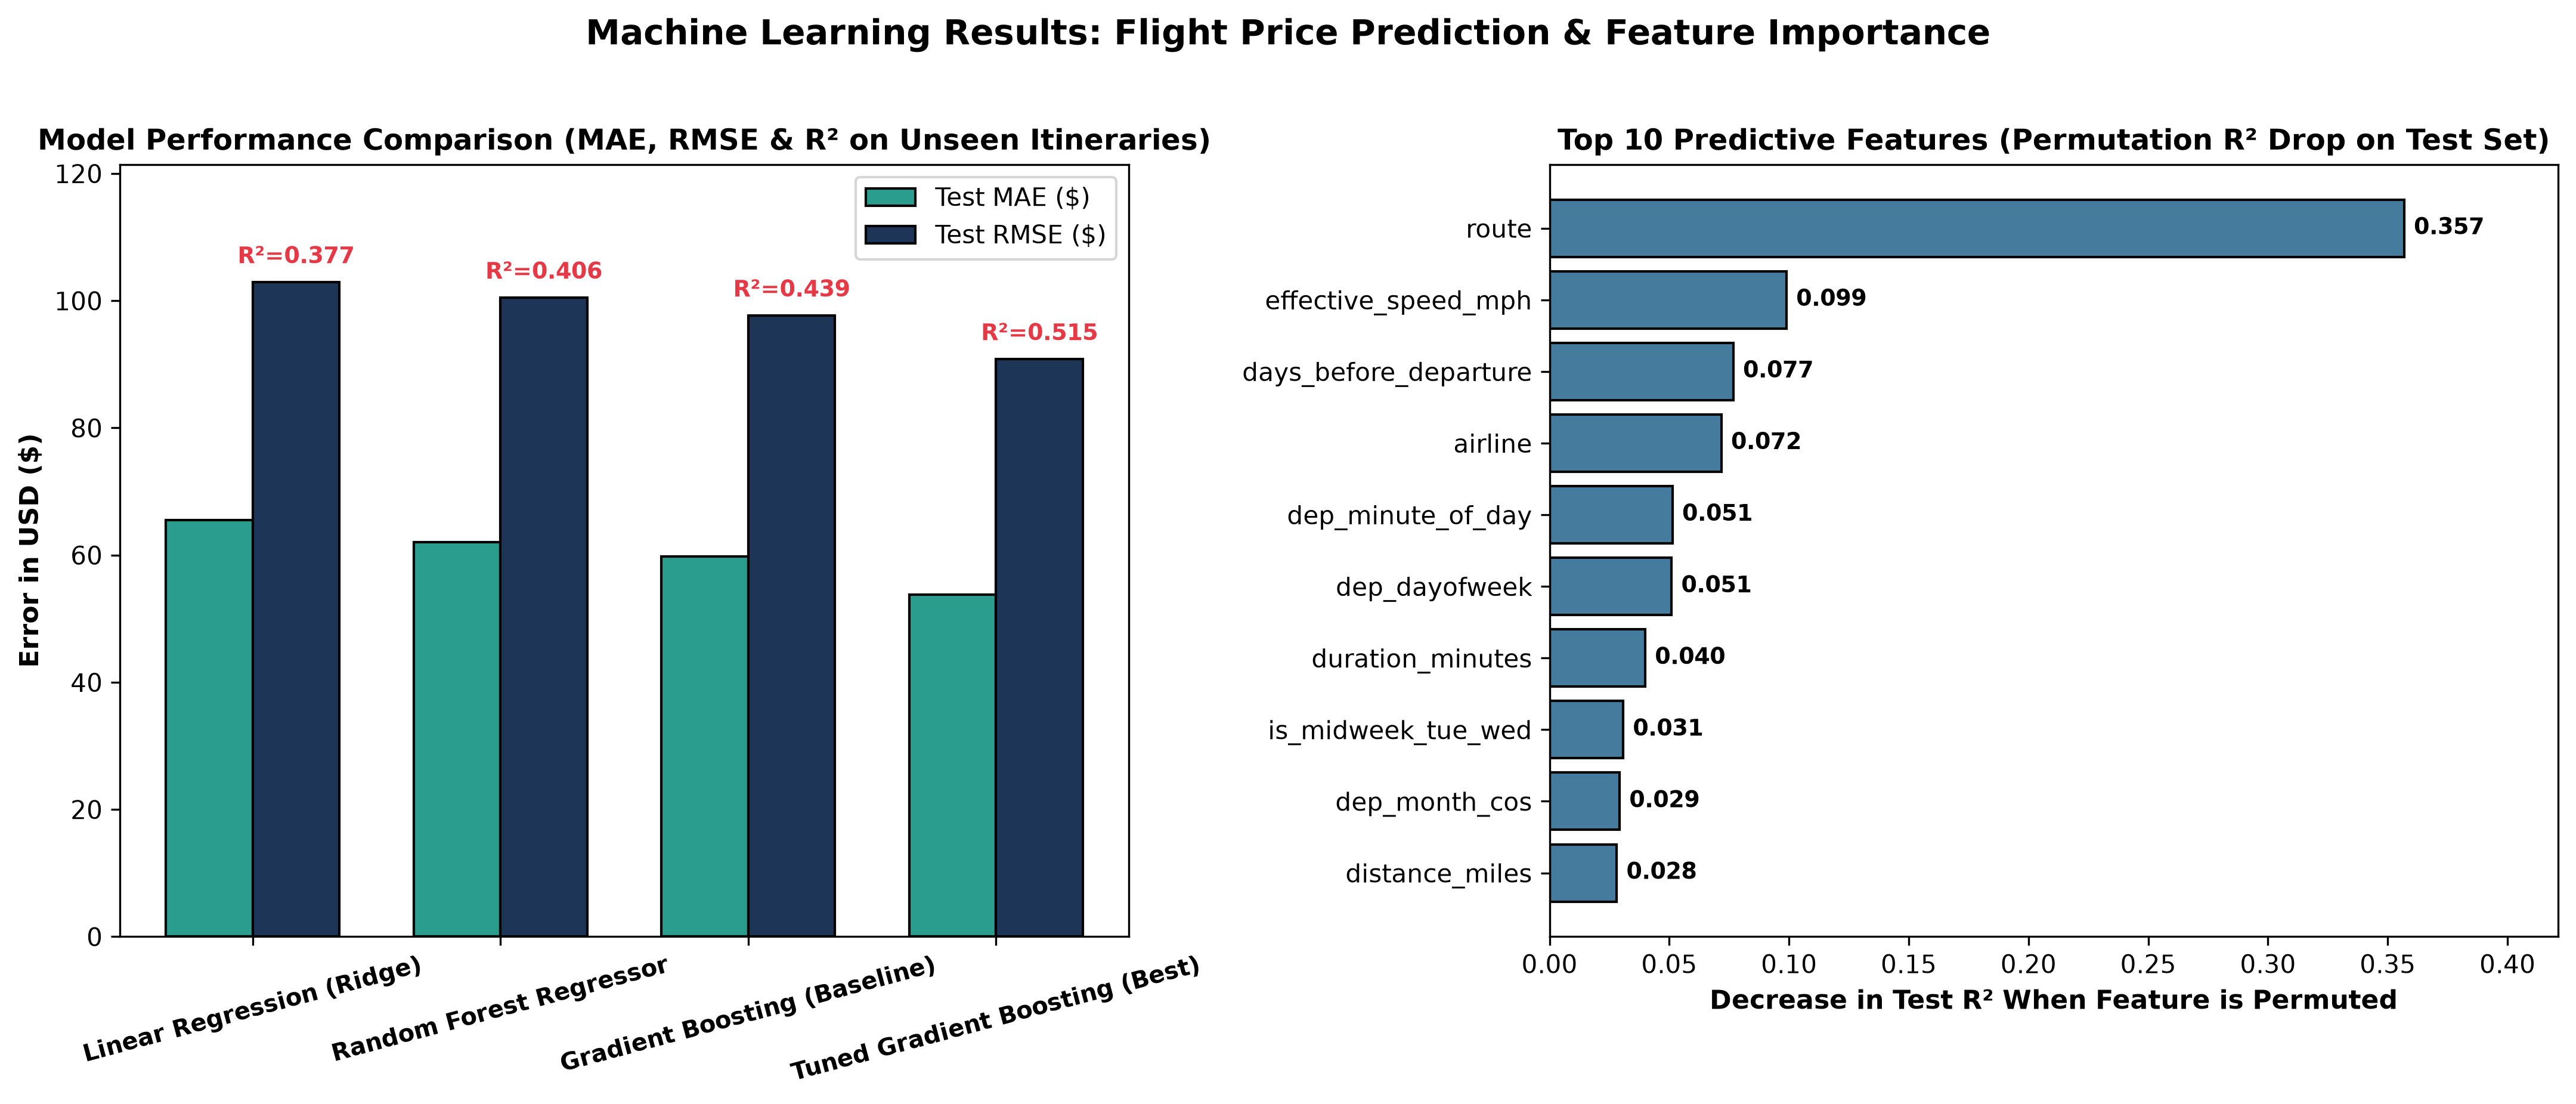 Machine Learning Results: Flight Price Prediction & Feature Importance
Model Performance Comparison (MAE, RMSE & R² on Unseen Itineraries)
Error in USD ($)
120
100
80
60
40
20
0
Test MAE ($)
Test RMSE ($)
R²=0.377
R²=0.406
R²=0.439
R²=0.515
Linear Regression (Ridge)
Random Forest Regressor
Gradient Boosting (Baseline)
Tuned Gradient Boosting (Best)
Top 10 Predictive Features (Permutation R² Drop on Test Set)
route 0.357
effective_speed_mph 0.099
days_before_departure 0.077
airline 0.072
dep_minute_of_day 0.051
dep_dayofweek 0.051
duration_minutes 0.040
is_midweek_tue_wed 0.031
dep_month_cos 0.029
distance_miles 0.028
0.00 0.05 0.10 0.15 0.20 0.25 0.30 0.35 0.40
Decrease in Test R² When Feature is Permuted